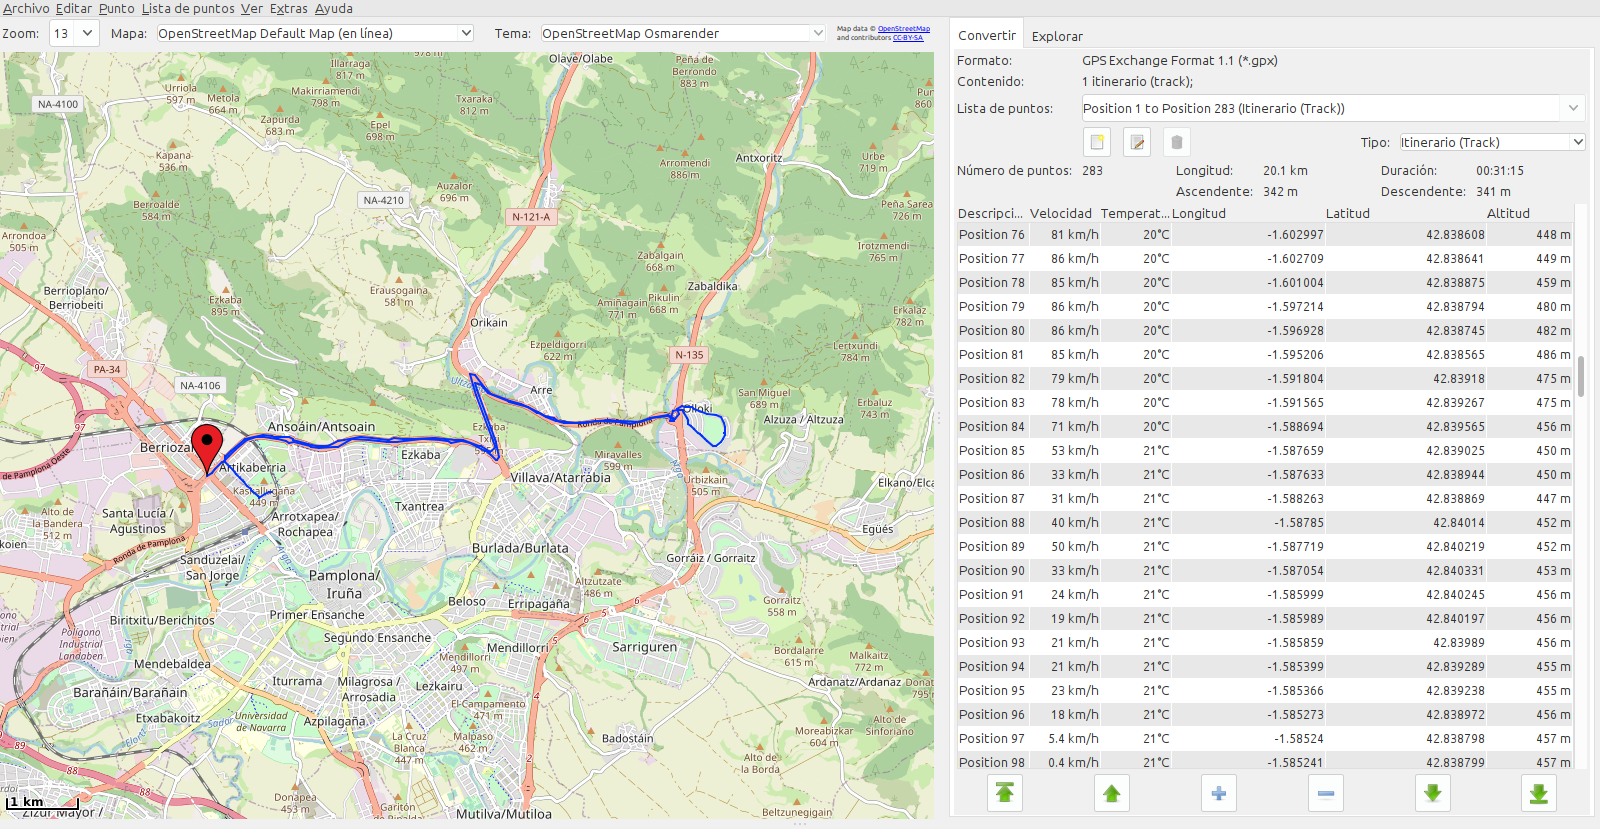 Archivo Editar Punto Lista de puntos Ver Extras Ayuda
Zoom: 13 Mapa: OpenStreetMap Default Map (en línea) Tema: OpenStreetMap Osmarender
Map data © OpenStreetMap
and contributors CC-BY-SA
Convertir Explorar
Formato: GPS Exchange Format 1.1 (*.gpx)
Contenido: 1 itinerario (track);
Lista de puntos: Position 1 to Position 283 (Itinerario (Track))
Tipo: Itinerario (Track)
Número de puntos: 283 Longitud: 20.1 km Duración: 00:31:15
Ascendente: 342 m Descendente: 341 m
Descripci... Velocidad Temperat... Longitud Latitud Altitud
Position 76 81 km/h 20°C -1.602997 42.838608 448 m
Position 77 86 km/h 20°C -1.602709 42.838641 449 m
Position 78 85 km/h 20°C -1.601004 42.838875 459 m
Position 79 86 km/h 20°C -1.597214 42.838794 480 m
Position 80 86 km/h 20°C -1.596928 42.838745 482 m
Position 81 85 km/h 20°C -1.595206 42.838565 486 m
Position 82 79 km/h 20°C -1.591804 42.83918 475 m
Position 83 78 km/h 20°C -1.591565 42.839267 475 m
Position 84 71 km/h 20°C -1.588694 42.839565 456 m
Position 85 53 km/h 20°C -1.587659 42.839025 450 m
Position 86 33 km/h 20°C -1.587633 42.838944 450 m
Position 87 31 km/h 21°C -1.588263 42.838869 447 m
Position 88 40 km/h 21°C -1.58785 42.84014 452 m
Position 89 50 km/h 21°C -1.587719 42.840219 452 m
Position 90 33 km/h 21°C -1.587054 42.840331 453 m
Position 91 24 km/h 21°C -1.585999 42.840245 456 m
Position 92 19 km/h 21°C -1.585989 42.840197 456 m
Position 93 21 km/h 21°C -1.585859 42.83989 456 m
Position 94 21 km/h 21°C -1.585399 42.839289 455 m
Position 95 23 km/h 21°C -1.585366 42.839238 455 m
Position 96 18 km/h 21°C -1.585273 42.838972 456 m
Position 97 5.4 km/h 21°C -1.58524 42.838798 457 m
Position 98 0.4 km/h 21°C -1.585241 42.838799 457 m
978 m
Olave/Olabe
Illarraga
817 m
Peña de
Berrondo
883 m
Urriola
597 m
Metola
664 m
Makirriamendi
798 m
Txaraka
812 m
860
NA-4100
Zapurda
683 m
Epel
698 m
Kapana
536 m
Arromendi
886 m
Antxoritz
Urbe
719 m
Auzalor
696 m
NA-4210
Berroalde
584 m
N-121-A
Peña Sarea
726 m
Arrondoa
505 m
Irotzmendi
765 m
Zabalgain
668 m
Berrioplano/
Berriobeiti
Erausogaina
581 m
Zabaldika
Ezkaba
895 m
Amiñagain
771 m
Pikulin
668 m
Erkalaz
782 m
Orikain
Ezpeldigorri
622 m
Lertxundi
784 m
N-135
PA-34
NA-4106
Arre
San Miguel
689 m
Erbaluz
743 m
Olloki
Alzuza / Altzuza
Ansoáin/Antsoain
Ronda de Pamplona
Berriozar
Ezkaba
Artikaberria
Miravalles
599 m
de Pamplona Oeste
Villava/Atarrabia
Urbizkain
505 m
Elkano/Elca
449 m
Txantrea
Alto de
la Bandera
512 m
Santa Lucía /
Agustinos
Arrotxapea/
Rochapea
Egüés
Ronda de Pamplona
Burlada/Burlata
Sanduzelai/
San Jorge
Gorráiz / Gorraitz
Pamplona/
Iruña
Altzutzate
486 m
Beloso
Erripagaña
Gorraitz
558 m
Primer Ensanche
Biritxitu/Berichitos
Polígono
Industrial
Landaben
Segundo Ensanche
Mendillorri
Sarriguren
Bordalarre
615 m
Malkaitz
772 m
Mendebaldea
Mendillorri
497 m
Iturrama
Milagrosa /
Arrosadia
Lezkairu
Ardanatz/Ardanaz
795
Barañáin/Barañain
El-Campamento
471 m
Etxabakoitz
Universidad
de Navarra
Azpilagaña
Alto de
Sinforiano
Moreabizkar
604 m
La Cruz
Blanca
447 m
Malpaso
462 m
Badostáin
Alto de
la Borda
1 km
Donapea
453 m
Garitón
Zizur Mayor /
Mutilva/Mutiloa
Beltzunegigain